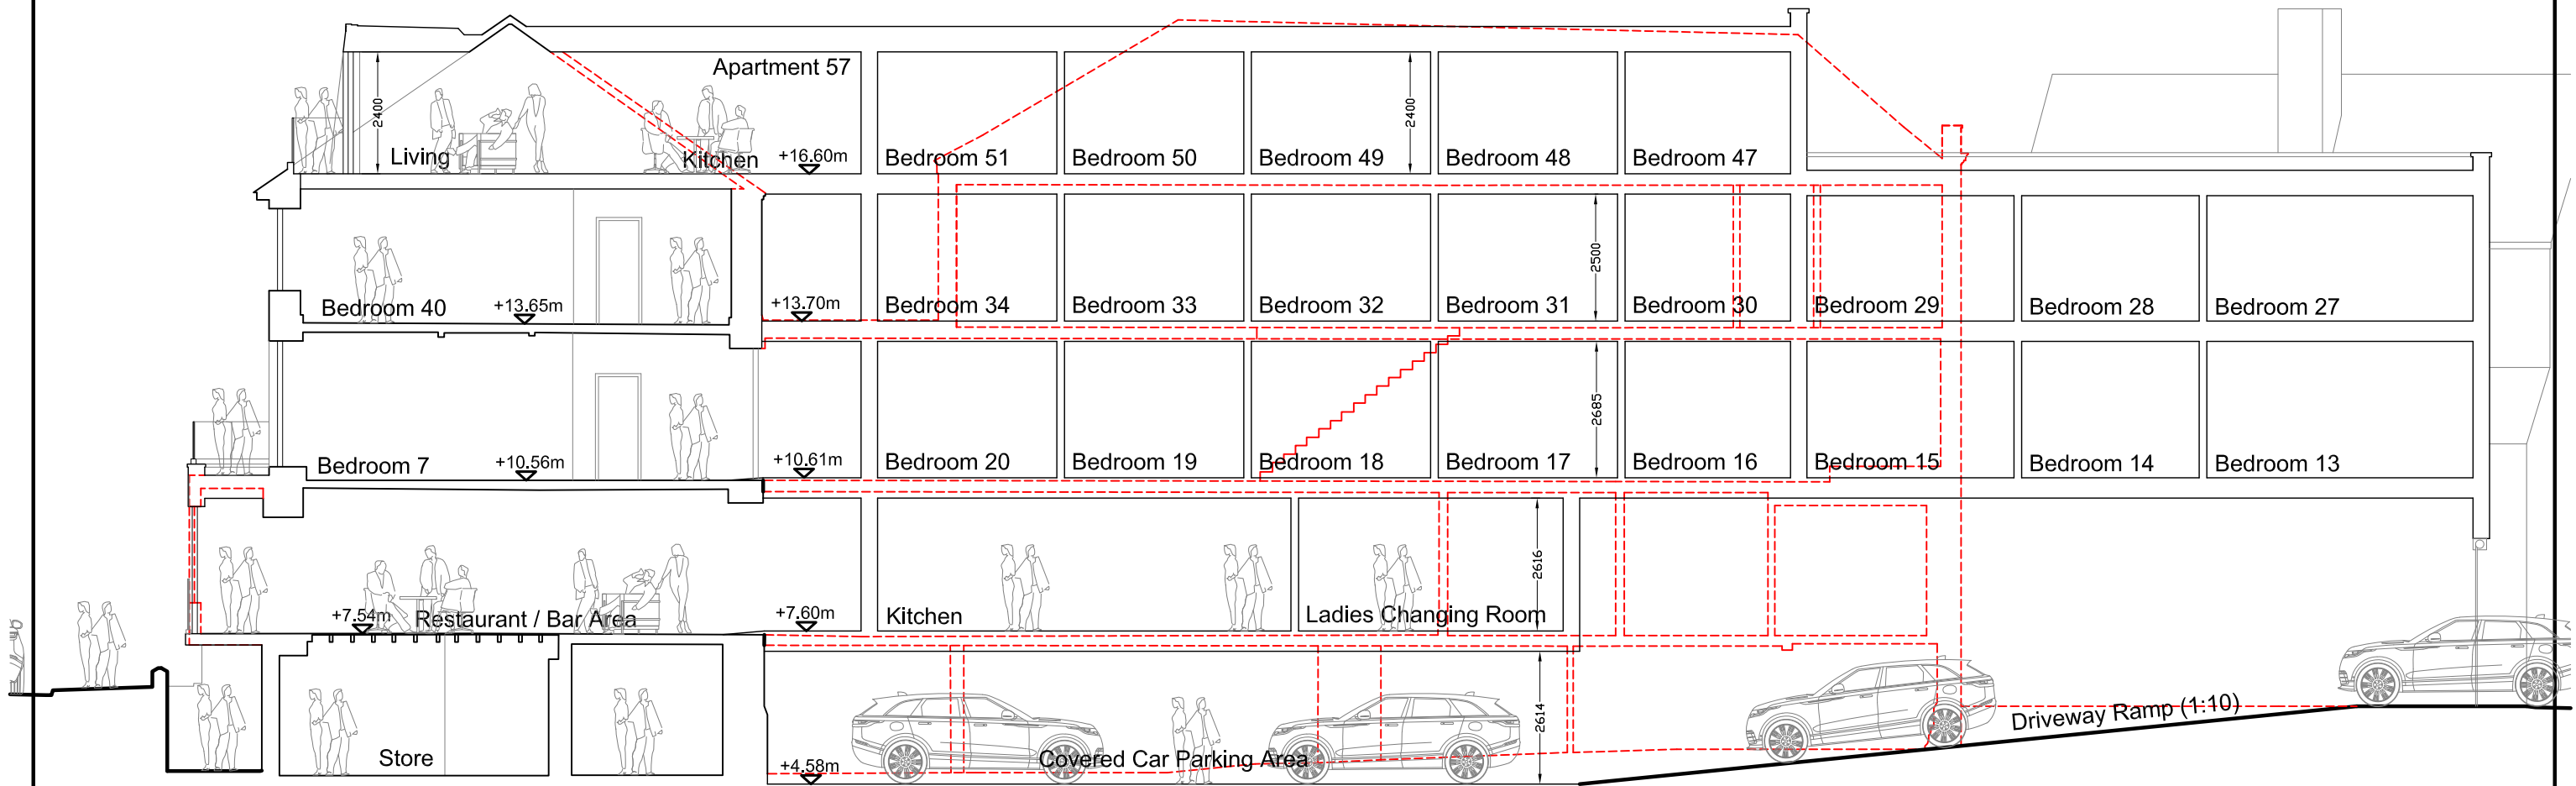 Apartment 57
2400
2400
Living
Kitchen
+16.60m
Bedroom 51
Bedroom 50
Bedroom 49
Bedroom 48
Bedroom 47
2500
Bedroom 40
+13.65m
+13.70m
Bedroom 34
Bedroom 33
Bedroom 32
Bedroom 31
Bedroom 30
Bedroom 29
Bedroom 28
Bedroom 27
2685
Bedroom 7
+10.56m
+10.61m
Bedroom 20
Bedroom 19
Bedroom 18
Bedroom 17
Bedroom 16
Bedroom 15
Bedroom 14
Bedroom 13
2616
+7.54m
Restaurant / Bar Area
+7.60m
Kitchen
Ladies Changing Room
2614
Driveway Ramp (1:10)
Store
+4.58m
Covered Car Parking Area